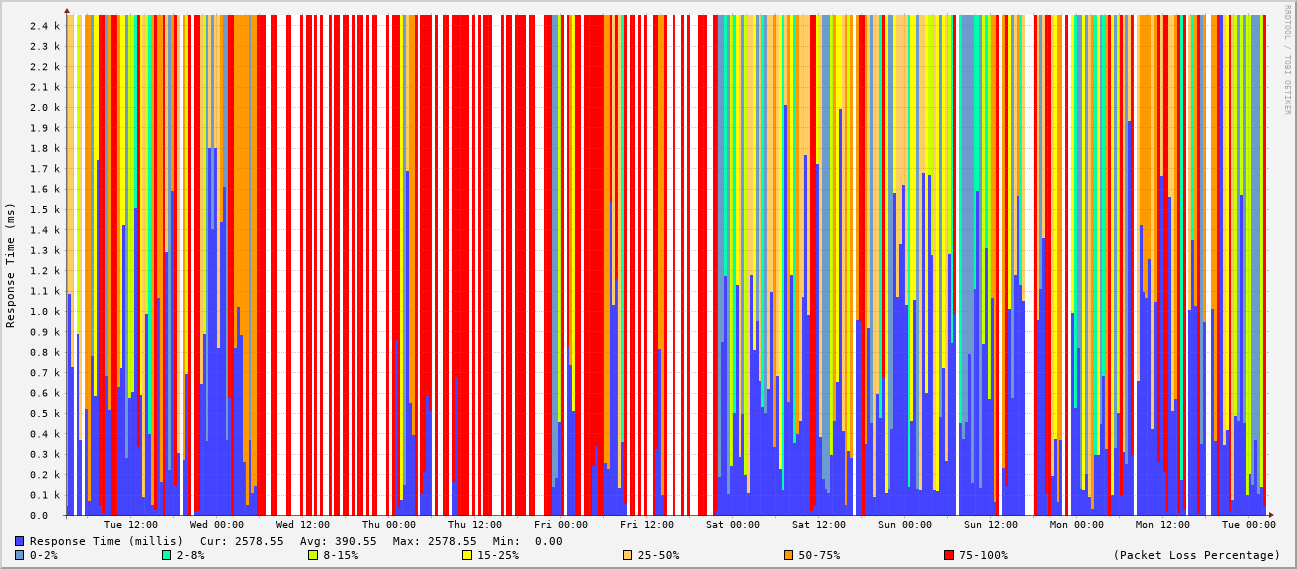 RRDTOOL / TOBI OETIKER
Response Time (ms)
2.4 k
2.3 k
2.2 k
2.1 k
2.0 k
1.9 k
1.8 k
1.7 k
1.6 k
1.5 k
1.4 k
1.3 k
1.2 k
1.1 k
1.0 k
0.9 k
0.8 k
0.7 k
0.6 k
0.5 k
0.4 k
0.3 k
0.2 k
0.1 k
0.0
Tue 12:00 Wed 00:00 Wed 12:00 Thu 00:00 Thu 12:00 Fri 00:00 Fri 12:00 Sat 00:00 Sat 12:00 Sun 00:00 Sun 12:00 Mon 00:00 Mon 12:00 Tue 00:00
Response Time (millis) Cur: 2578.55 Avg: 390.55 Max: 2578.55 Min: 0.00
0-2% 2-8% 8-15% 15-25% 25-50% 50-75% 75-100% (Packet Loss Percentage)